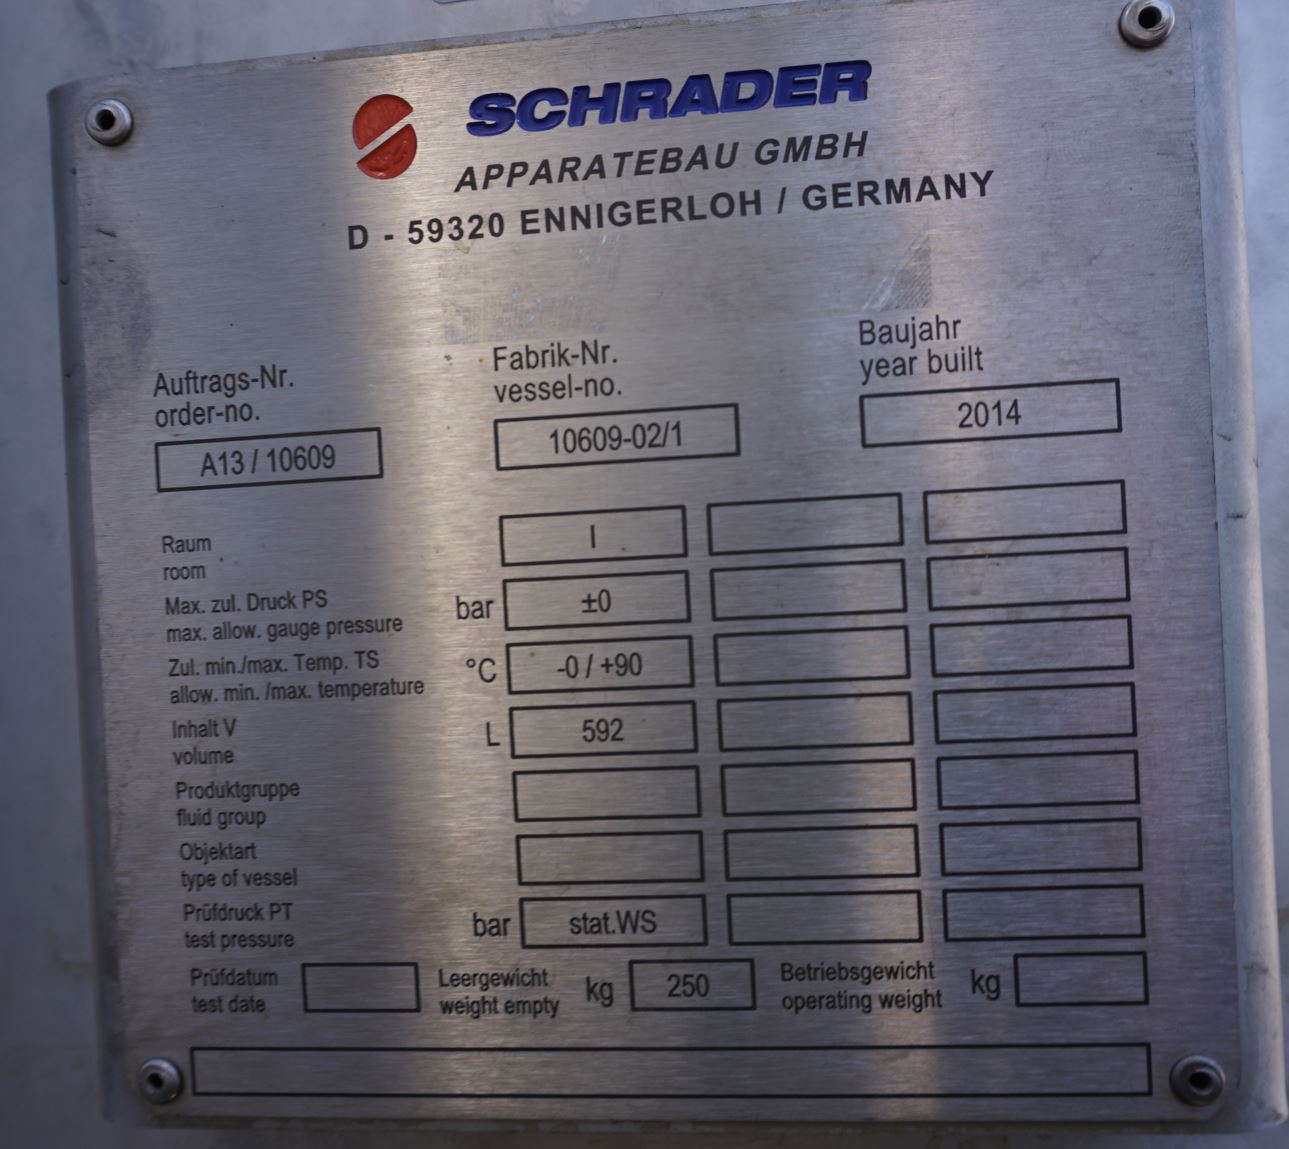 SCHRADER
APPARATEBAU GMBH
D - 59320 ENNIGERLOH / GERMANY
Auftrags-Nr.
order-no.
A13 / 10609
Fabrik-Nr.
vessel-no.
10609-02/1
Baujahr
year built
2014
Raum
room
I
Max. zul. Druck PS
max. allow. gauge pressure
bar
±0
Zul. min./max. Temp. TS
allow. min. /max. temperature
°C
-0 / +90
Inhalt V
volume
L
592
Produktgruppe
fluid group
Objektart
type of vessel
Prüfdruck PT
test pressure
bar
stat.WS
Prüfdatum
test date
Leergewicht
weight empty
kg
250
Betriebsgewicht
operating weight
kg